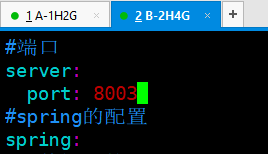 1 A-1H2G 2 B-2H4G +
#端口
server:
  port: 8003
#spring的配置
spring: